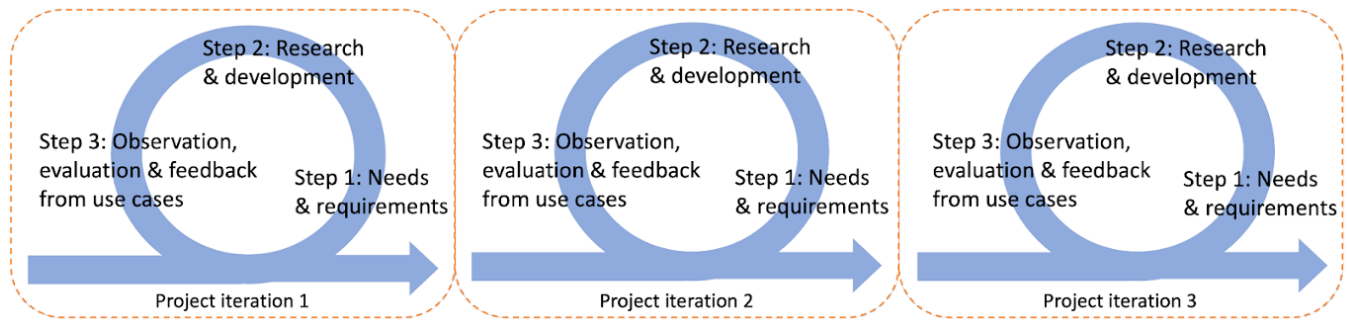 Step 2: Research
& development
Step 3: Observation,
evaluation & feedback
from use cases
Step 1: Needs
& requirements
Project iteration 1
Step 2: Research
& development
Step 3: Observation,
evaluation & feedback
from use cases
Step 1: Needs
& requirements
Project iteration 2
Step 2: Research
& development
Step 3: Observation,
evaluation & feedback
from use cases
Step 1: Needs
& requirements
Project iteration 3